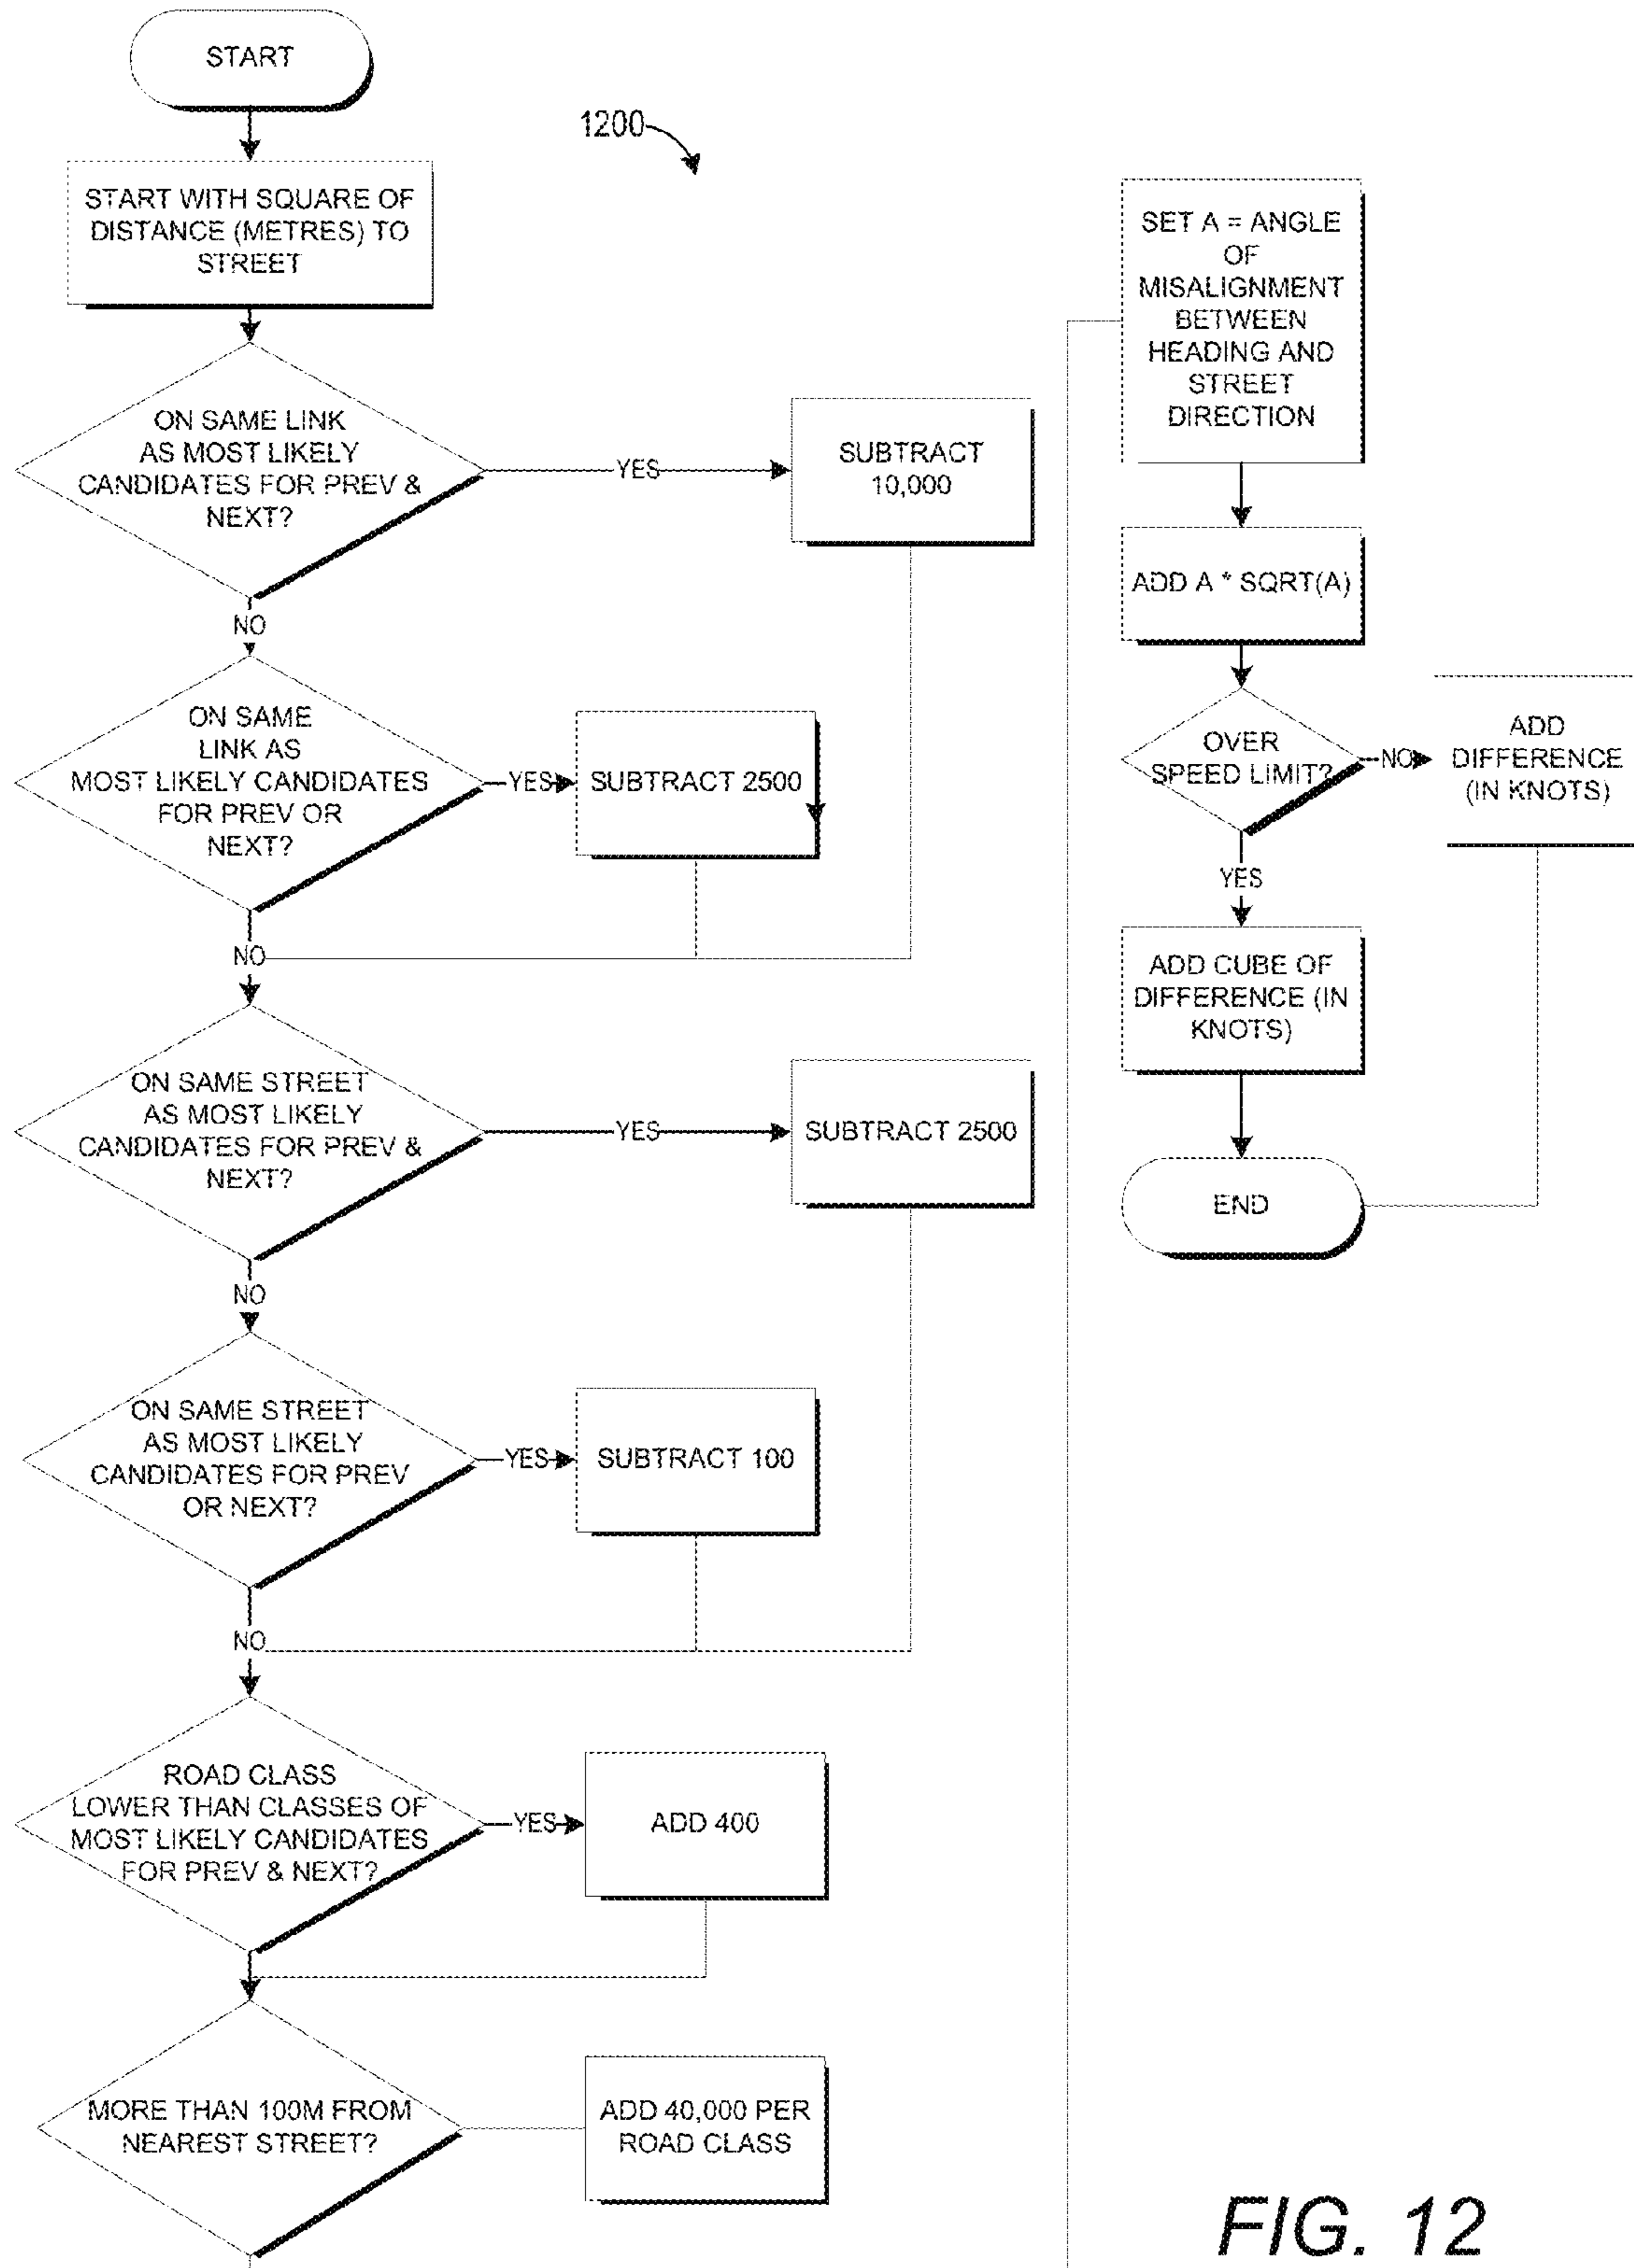 START
1200
START WITH SQUARE OF
DISTANCE (METRES) TO
STREET
ON SAME LINK
AS MOST LIKELY
CANDIDATES FOR PREV &
NEXT?
YES
SUBTRACT
10,000
NO
ON SAME
LINK AS
MOST LIKELY CANDIDATES
FOR PREV OR
NEXT?
YES
SUBTRACT 2500
NO
ON SAME STREET
AS MOST LIKELY
CANDIDATES FOR PREV &
NEXT?
YES
SUBTRACT 2500
NO
ON SAME STREET
AS MOST LIKELY
CANDIDATES FOR PREV
OR NEXT?
YES
SUBTRACT 100
NO
ROAD CLASS
LOWER THAN CLASSES OF
MOST LIKELY CANDIDATES
FOR PREV & NEXT?
YES
ADD 400
MORE THAN 100M FROM
NEAREST STREET?
ADD 40,000 PER
ROAD CLASS
SET A = ANGLE
OF
MISALIGNMENT
BETWEEN
HEADING AND
STREET
DIRECTION
ADD A * SQRT(A)
OVER
SPEED LIMIT?
NO
ADD
DIFFERENCE
(IN KNOTS)
YES
ADD CUBE OF
DIFFERENCE (IN
KNOTS)
END
FIG. 12